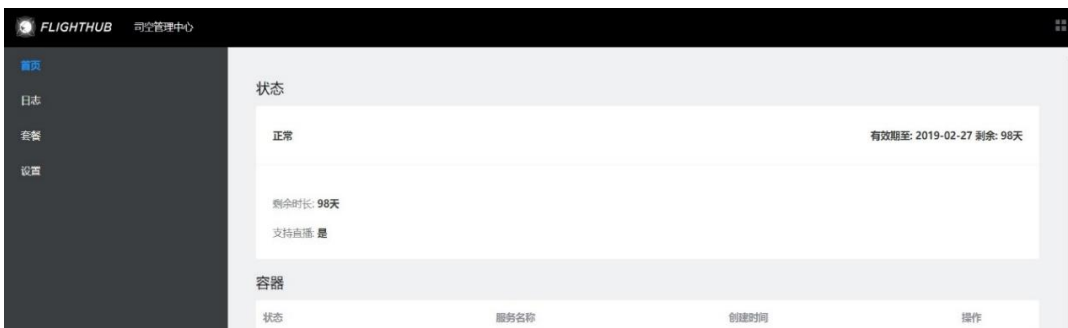 FLIGHTHUB 司空管理中心
首页
日志
套餐
设置
状态
正常 有效期至: 2019-02-27 剩余: 98天
剩余时长: 98天
支持直播: 是
容器
状态 服务名称 创建时间 操作